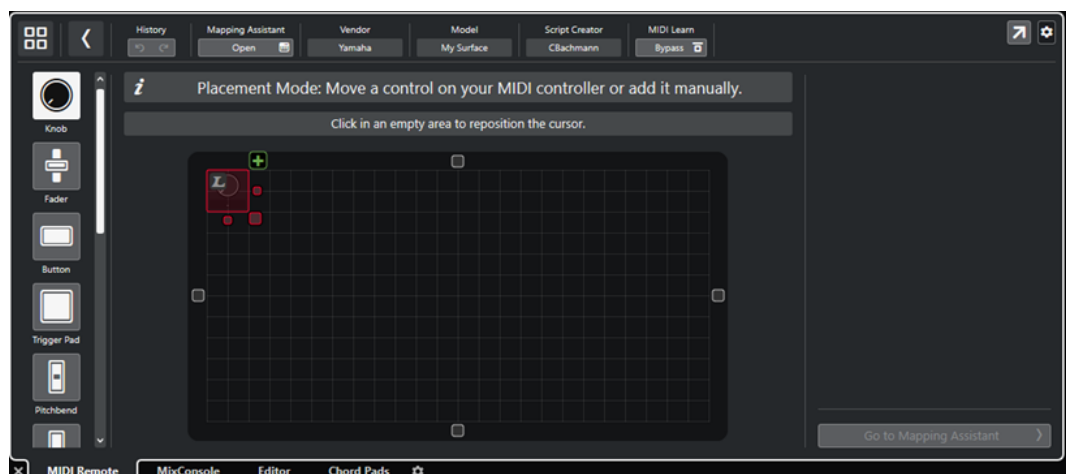 History
Mapping Assistant
Vendor
Model
Script Creator
MIDI Learn
Open
Yamaha
My Surface
CBachmann
Bypass
i Placement Mode: Move a control on your MIDI controller or add it manually.
Click in an empty area to reposition the cursor.
Knob
L
Fader
Button
Trigger Pad
Pitchbend
Go to Mapping Assistant
MIDI Remote
MixConsole
Editor
Chord Pads